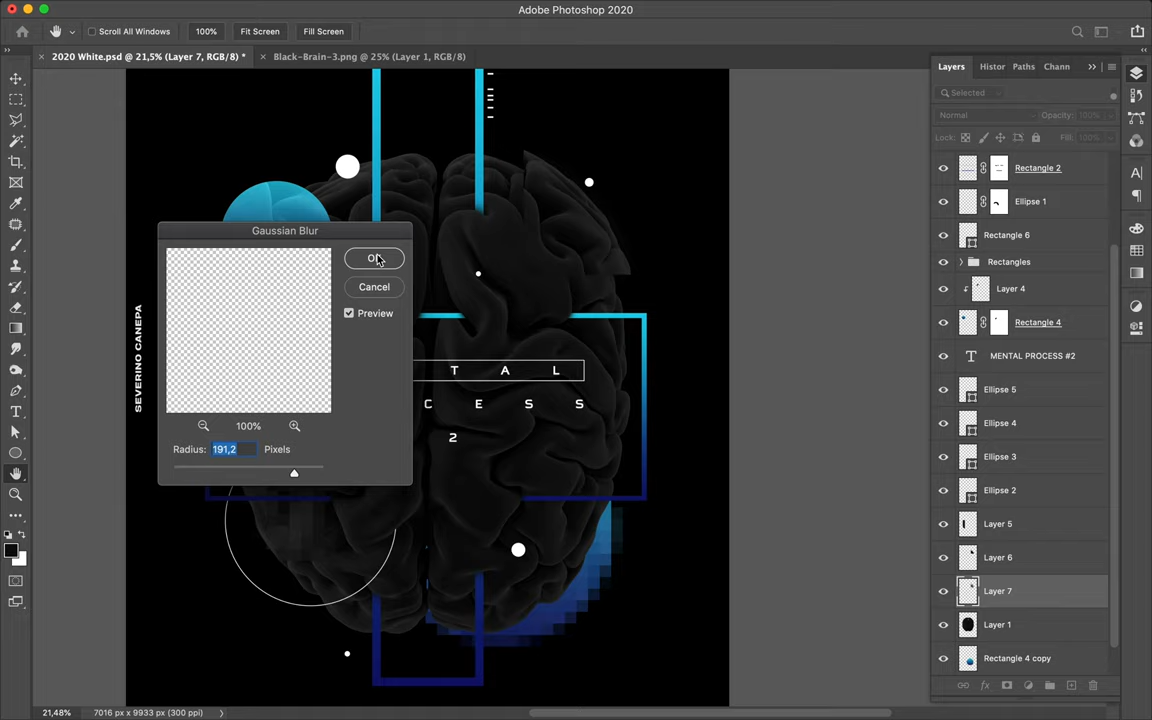 Adobe Photoshop 2020
Scroll All Windows 100% Fit Screen Fill Screen
2020 White.psd @ 21,5% (Layer 7, RGB/8) * Black-Brain-3.png @ 25% (Layer 1, RGB/8)
Layers Histor Paths Chann
Selected
Normal Opacity: 100%
Lock: Fill: 100%
Rectangle 2
Ellipse 1
Rectangle 6
Rectangles
Layer 4
Rectangle 4
MENTAL PROCESS #2
Ellipse 5
Ellipse 4
Ellipse 3
Ellipse 2
Layer 5
Layer 6
Layer 7
Layer 1
Rectangle 4 copy
Gaussian Blur
Cancel
Preview
100%
Radius: 191,2 Pixels
SEVERINO CANEPA
T A L
C E S S
2
21,48% 7016 px x 9933 px (300 ppi)